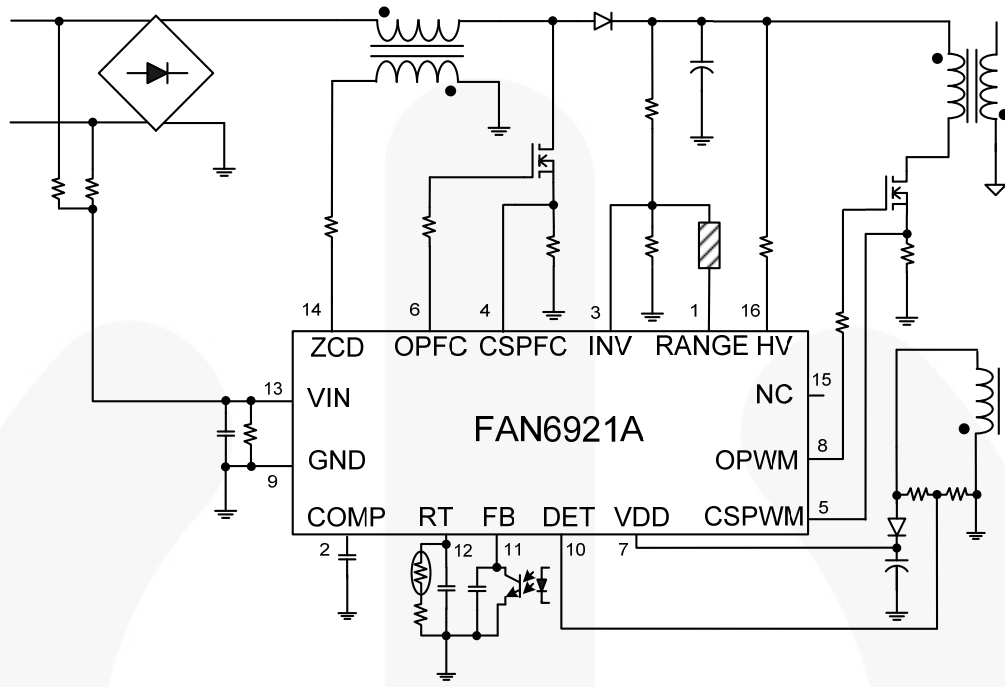 14 6 4 3 1 16
ZCD OPFC CSPFC INV RANGE HV
15
NC
13
VIN
FAN6921A
GND
9
OPWM
8
COMP RT FB DET VDD CSPWM
5
2 12 11 10 7